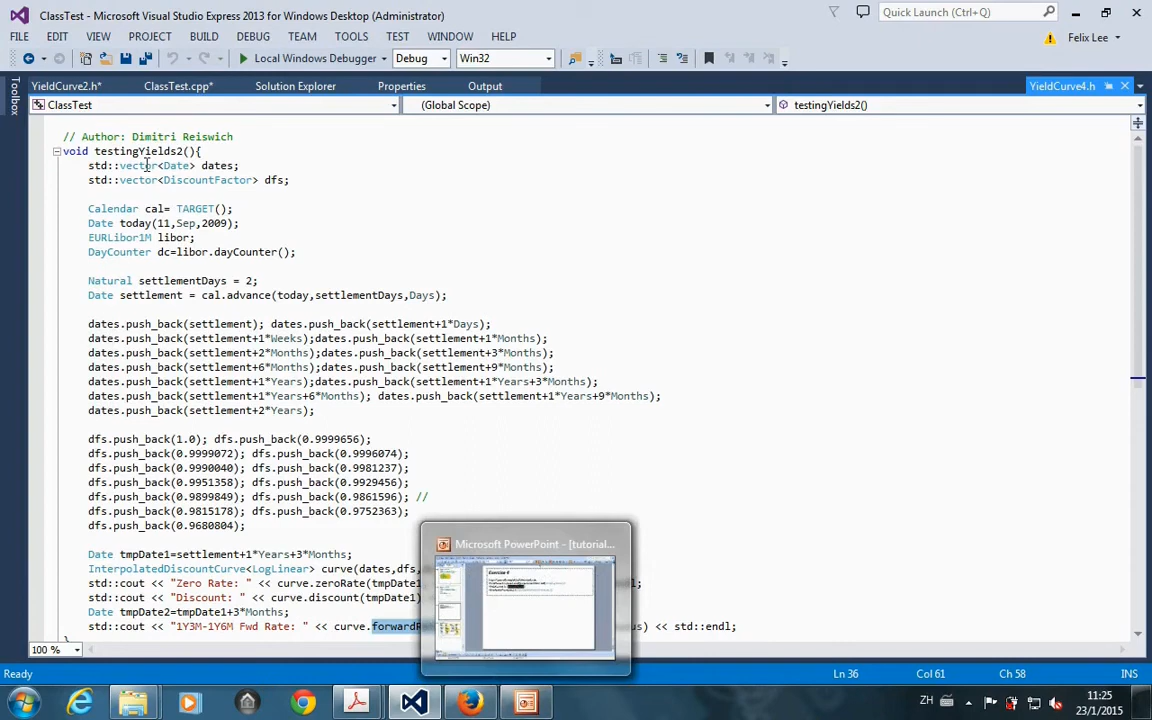 ClassTest - Microsoft Visual Studio Express 2013 for Windows Desktop (Administrator)
Quick Launch (Ctrl+Q)
FILE EDIT VIEW PROJECT BUILD DEBUG TEAM TOOLS TEST WINDOW HELP
Felix Lee
Local Windows Debugger Debug Win32
YieldCurve2.h* ClassTest.cpp* Solution Explorer Properties Output YieldCurve4.h
Toolbox
ClassTest (Global Scope) testingYields2()
// Author: Dimitri Reiswich
void testingYields2(){
std::vector<Date> dates;
std::vector<DiscountFactor> dfs;
Calendar cal= TARGET();
Date today(11,Sep,2009);
EURLibor1M libor;
DayCounter dc=libor.dayCounter();
Natural settlementDays = 2;
Date settlement = cal.advance(today,settlementDays,Days);
dates.push_back(settlement); dates.push_back(settlement+1*Days);
dates.push_back(settlement+1*Weeks);dates.push_back(settlement+1*Months);
dates.push_back(settlement+2*Months);dates.push_back(settlement+3*Months);
dates.push_back(settlement+6*Months);dates.push_back(settlement+9*Months);
dates.push_back(settlement+1*Years);dates.push_back(settlement+1*Years+3*Months);
dates.push_back(settlement+1*Years+6*Months); dates.push_back(settlement+1*Years+9*Months);
dates.push_back(settlement+2*Years);
dfs.push_back(1.0); dfs.push_back(0.9999656);
dfs.push_back(0.9999072); dfs.push_back(0.9996074);
dfs.push_back(0.9990040); dfs.push_back(0.9981237);
dfs.push_back(0.9951358); dfs.push_back(0.9929456);
dfs.push_back(0.9899849); dfs.push_back(0.9861596); //
dfs.push_back(0.9815178); dfs.push_back(0.9752363);
dfs.push_back(0.9680804);
Date tmpDate1=settlement+1*Years+3*Months;
InterpolatedDiscountCurve<LogLinear> curve(dates,dfs,
std::cout << "Zero Rate: " << curve.zeroRate(tmpDate1 l;
std::cout << "Discount: " << curve.discount(tmpDate1)
Date tmpDate2=tmpDate1+3*Months;
std::cout << "1Y3M-1Y6M Fwd Rate: " << curve.forwardR us) << std::endl;
}
Microsoft PowerPoint - [tutorial...
100 %
Ready Ln 36 Col 61 Ch 58 INS
ZH 11:25
23/1/2015